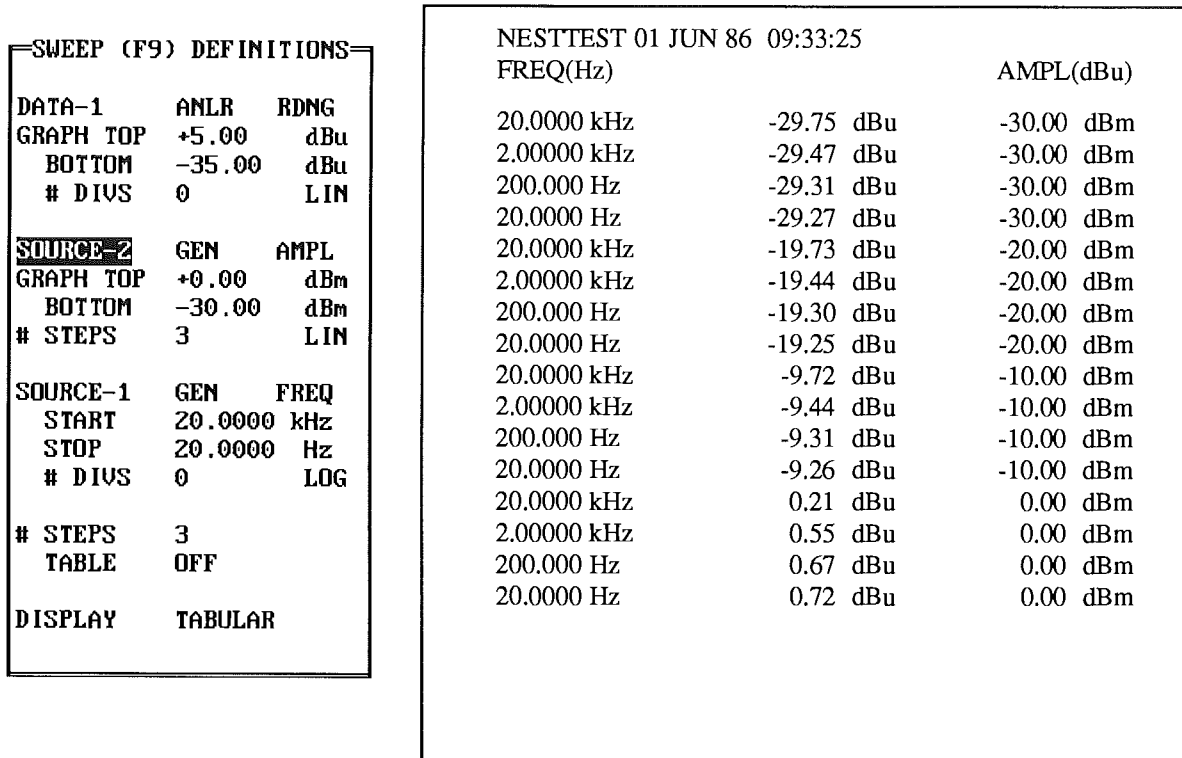 SWEEP (F9) DEFINITIONS
DATA-1 ANLR RDNG
GRAPH TOP +5.00 dBu
BOTTOM -35.00 dBu
# DIVS 0 LIN
SOURCE-2 GEN AMPL
GRAPH TOP +0.00 dBm
BOTTOM -30.00 dBm
# STEPS 3 LIN
SOURCE-1 GEN FREQ
START 20.0000 kHz
STOP 20.0000 Hz
# DIVS 0 LOG
# STEPS 3
TABLE OFF
DISPLAY TABULAR
NESTTEST 01 JUN 86 09:33:25
FREQ(Hz) AMPL(dBu)
20.0000 kHz -29.75 dBu -30.00 dBm
2.00000 kHz -29.47 dBu -30.00 dBm
200.000 Hz -29.31 dBu -30.00 dBm
20.0000 Hz -29.27 dBu -30.00 dBm
20.0000 kHz -19.73 dBu -20.00 dBm
2.00000 kHz -19.44 dBu -20.00 dBm
200.000 Hz -19.30 dBu -20.00 dBm
20.0000 Hz -19.25 dBu -20.00 dBm
20.0000 kHz -9.72 dBu -10.00 dBm
2.00000 kHz -9.44 dBu -10.00 dBm
200.000 Hz -9.31 dBu -10.00 dBm
20.0000 Hz -9.26 dBu -10.00 dBm
20.0000 kHz 0.21 dBu 0.00 dBm
2.00000 kHz 0.55 dBu 0.00 dBm
200.000 Hz 0.67 dBu 0.00 dBm
20.0000 Hz 0.72 dBu 0.00 dBm